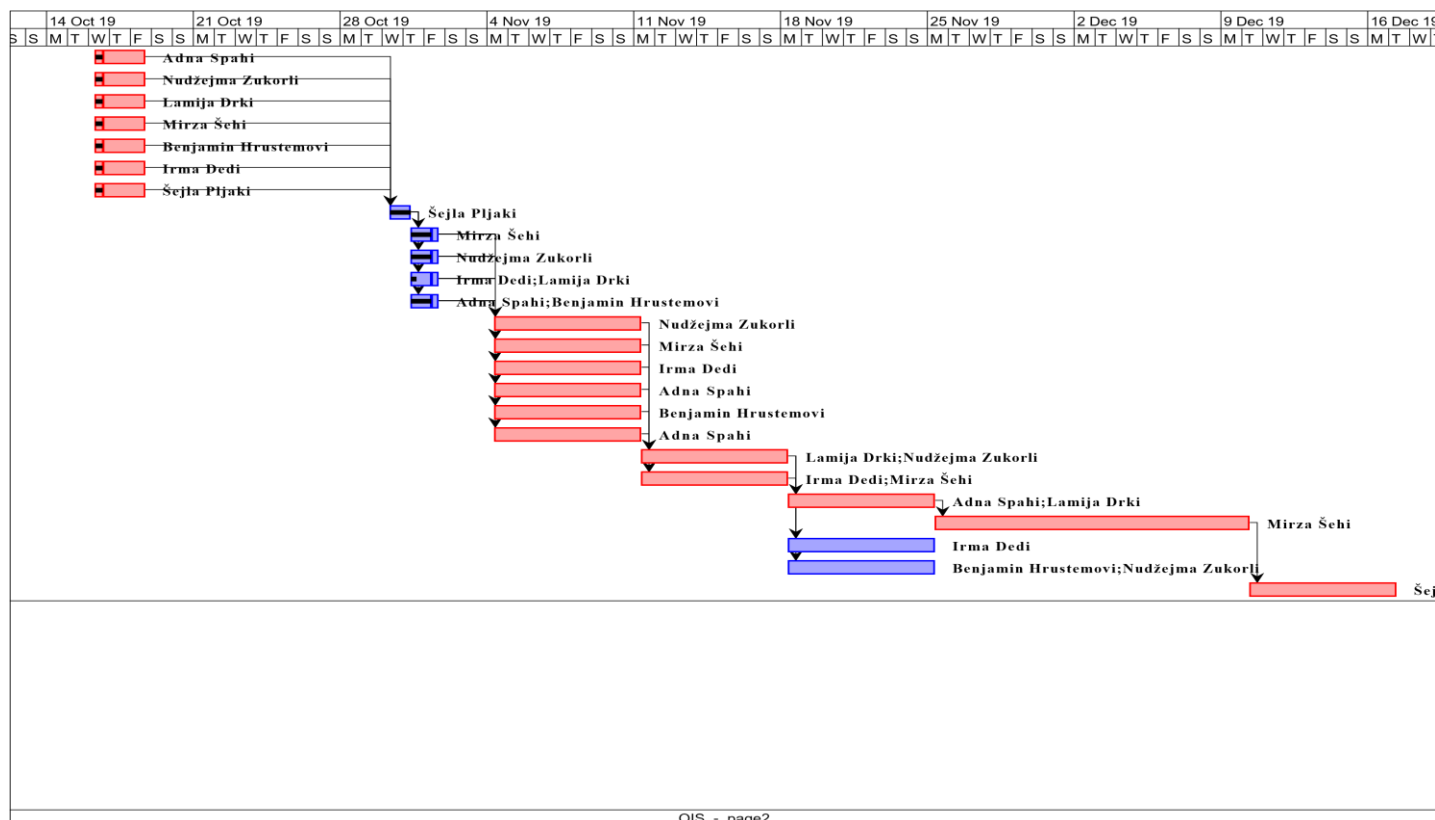 14 Oct 19 21 Oct 19 28 Oct 19 4 Nov 19 11 Nov 19 18 Nov 19 25 Nov 19 2 Dec 19 9 Dec 19 16 Dec 19
S S M T W T F S S M T W T F S S M T W T F S S M T W T F S S M T W T F S S M T W T F S S M T W T F S S M T W T F S S M T W T F S S M T W
Adna Spahi
Nudžejma Zukorli
Lamija Drki
Mirza Šehi
Benjamin Hrustemovi
Irma Dedi
Šejla Pljaki
Šejla Pljaki
Mirza Šehi
Nudžejma Zukorli
Irma Dedi;Lamija Drki
Adna Spahi;Benjamin Hrustemovi
Nudžejma Zukorli
Mirza Šehi
Irma Dedi
Adna Spahi
Benjamin Hrustemovi
Adna Spahi
Lamija Drki;Nudžejma Zukorli
Irma Dedi;Mirza Šehi
Adna Spahi;Lamija Drki
Mirza Šehi
Irma Dedi
Benjamin Hrustemovi;Nudžejma Zukorli
Šej
OIS - page2